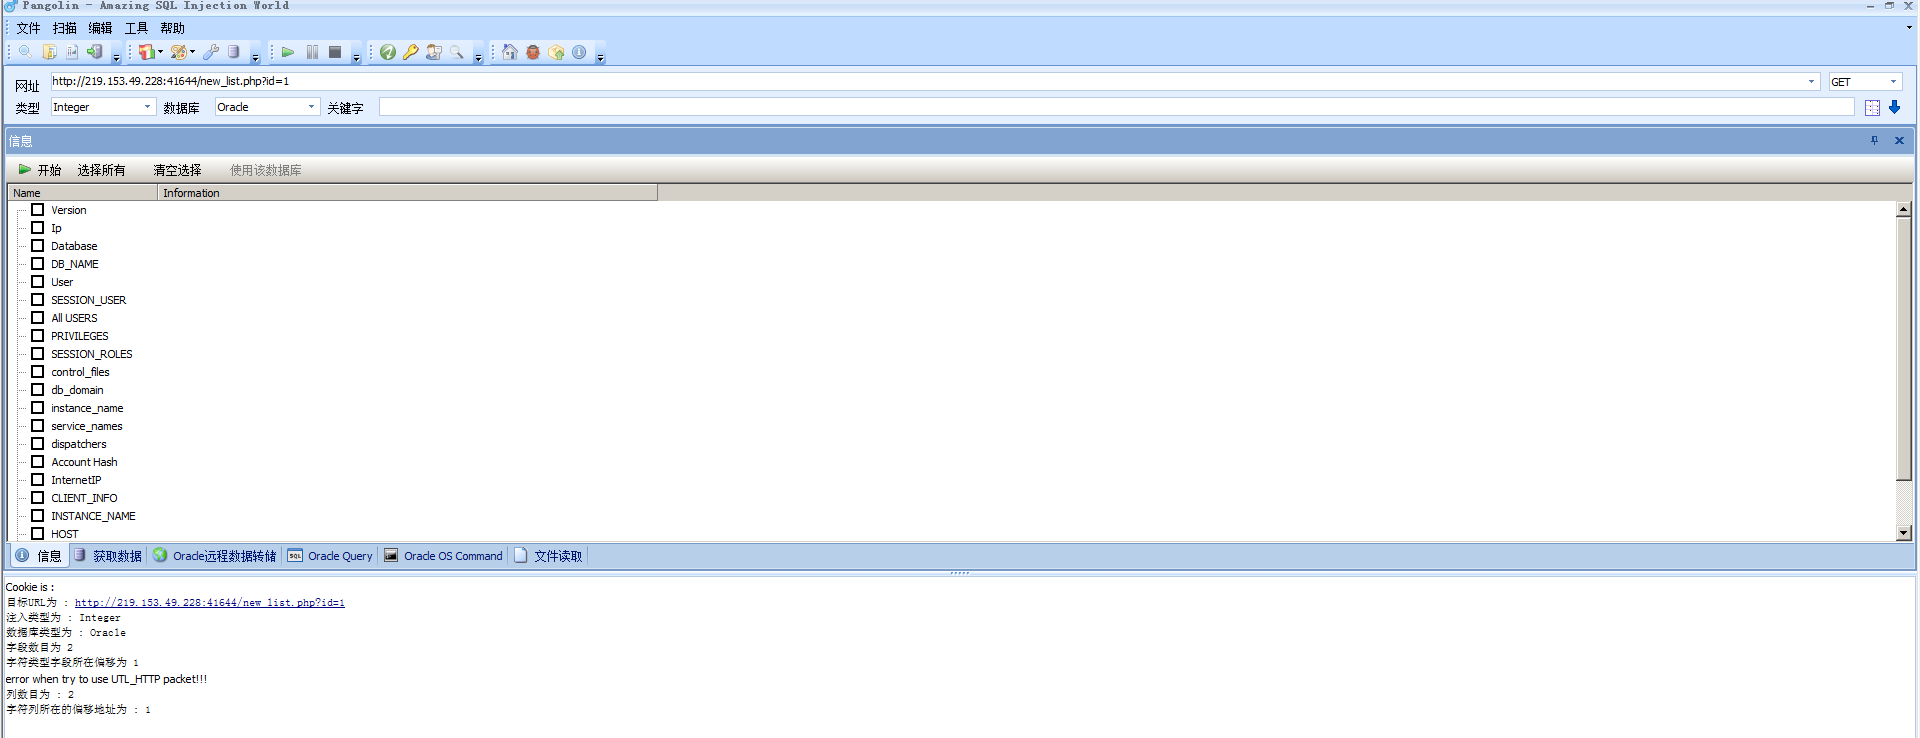 Pangolin - Amazing SQL Injection World
文件 扫描 编辑 工具 帮助
网址 http://219.153.49.228:41644/new_list.php?id=1 GET
类型 Integer 数据库 Oracle 关键字
信息
开始 选择所有 清空选择 使用该数据库
Name Information
Version
Ip
Database
DB_NAME
User
SESSION_USER
All USERS
PRIVILEGES
SESSION_ROLES
control_files
db_domain
instance_name
service_names
dispatchers
Account Hash
InternetIP
CLIENT_INFO
INSTANCE_NAME
HOST
信息 获取数据 Oracle远程数据转储 SQL Oracle Query Oracle OS Command 文件读取
Cookie is :
目标URL为 : http://219.153.49.228:41644/new_list.php?id=1
注入类型为 : Integer
数据库类型为 : Oracle
字段数目为 2
字符类型字段所在偏移为 1
error when try to use UTL_HTTP packet!!!
列数目为 : 2
字符列所在的偏移地址为 : 1